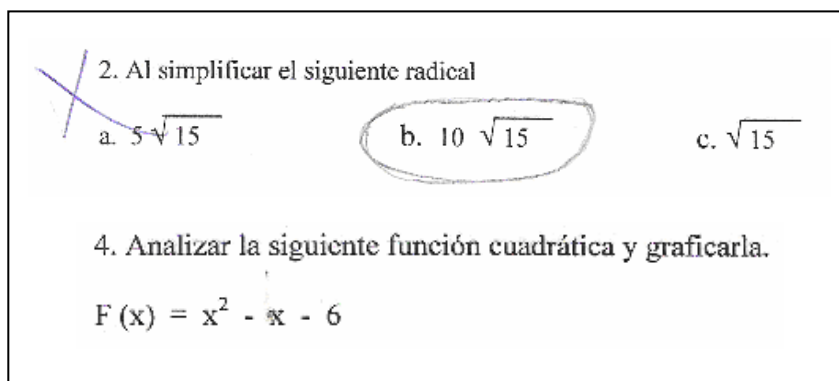 2. Al simplificar el siguiente radical
a. 5 √15 b. 10 √15 c. √15
4. Analizar la siguiente función cuadrática y graficarla.
F (x) = x² - x - 6